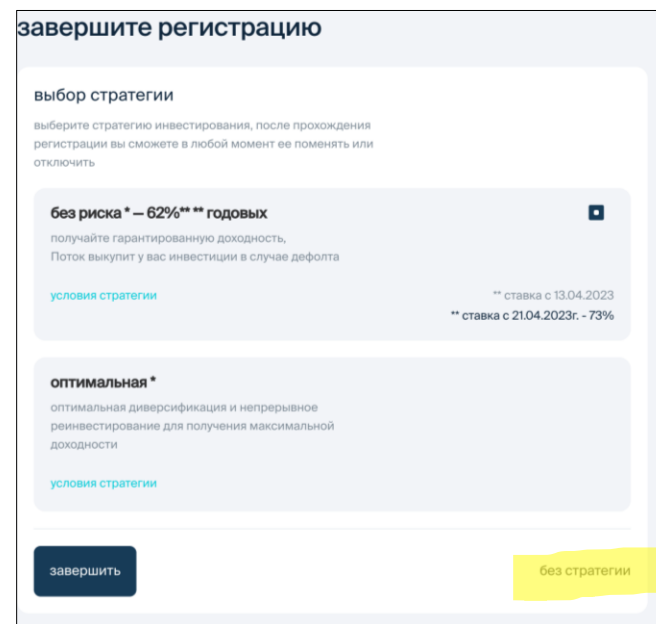 завершите регистрацию
выбор стратегии
выберите стратегию инвестирования, после прохождения
регистрации вы сможете в любой момент ее поменять или
отключить
без риска * — 62%** ** годовых
получайте гарантированную доходность,
Поток выкупит у вас инвестиции в случае дефолта
условия стратегии
** ставка с 13.04.2023
** ставка с 21.04.2023г. - 73%
оптимальная *
оптимальная диверсификация и непрерывное
реинвестирование для получения максимальной
доходности
условия стратегии
завершить
без стратегии